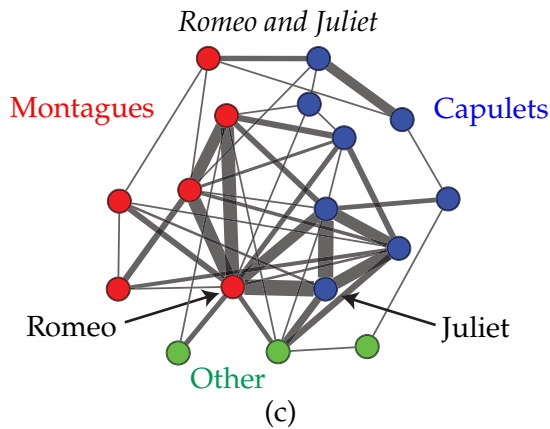 Romeo and Juliet
Montagues
Capulets
Romeo
Juliet
Other
(c)